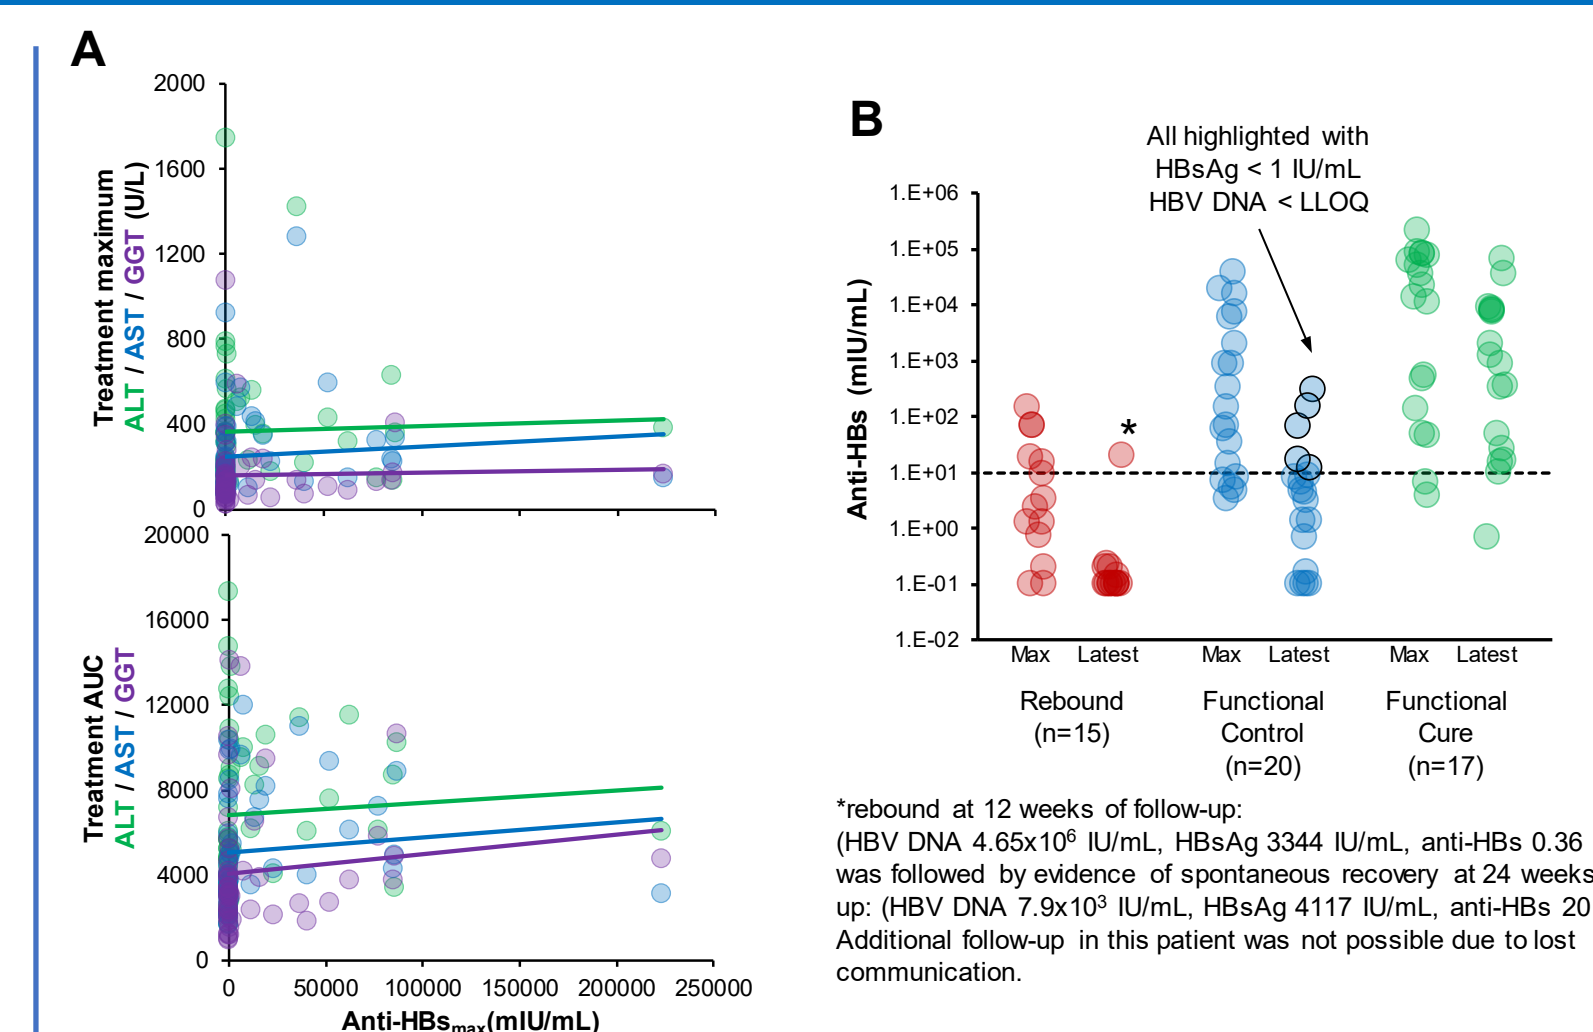 A
2000
1600
1200
800
400
0
Treatment maximum
ALT / AST / GGT (U/L)
20000
16000
12000
8000
4000
0
Treatment AUC
ALT / AST / GGT
0 50000 100000 150000 200000 250000
Anti-HBsmax(mIU/mL)
B
All highlighted with
HBsAg < 1 IU/mL
HBV DNA < LLOQ
1.E+06
1.E+05
1.E+04
1.E+03
1.E+02
1.E+01
1.E+00
1.E-01
1.E-02
Anti-HBs (mIU/mL)
*
Max Latest Max Latest Max Latest
Rebound
(n=15)
Functional
Control
(n=20)
Functional
Cure
(n=17)
*rebound at 12 weeks of follow-up:
(HBV DNA 4.65x10⁶ IU/mL, HBsAg 3344 IU/mL, anti-HBs 0.36
was followed by evidence of spontaneous recovery at 24 weeks
up: (HBV DNA 7.9x10³ IU/mL, HBsAg 4117 IU/mL, anti-HBs 20
Additional follow-up in this patient was not possible due to lost
communication.